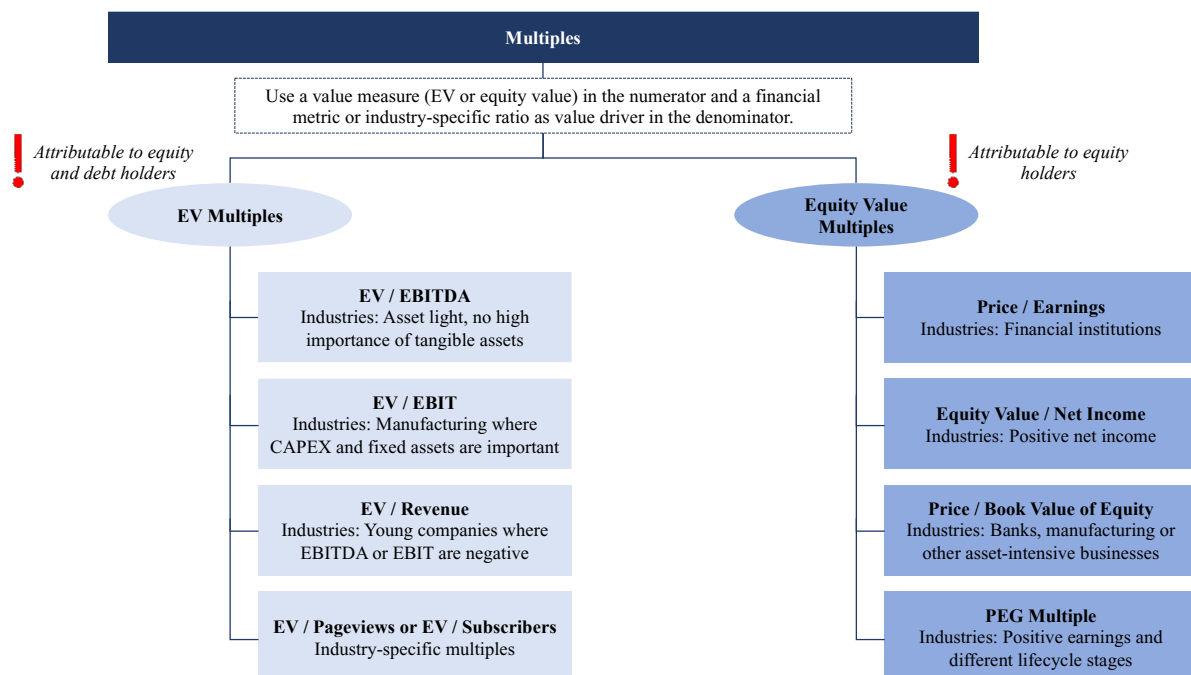 Multiples
Use a value measure (EV or equity value) in the numerator and a financial
metric or industry-specific ratio as value driver in the denominator.
Attributable to equity
and debt holders
Attributable to equity
holders
EV Multiples
Equity Value
Multiples
EV / EBITDA
Industries: Asset light, no high
importance of tangible assets
EV / EBIT
Industries: Manufacturing where
CAPEX and fixed assets are important
EV / Revenue
Industries: Young companies where
EBITDA or EBIT are negative
EV / Pageviews or EV / Subscribers
Industry-specific multiples
Price / Earnings
Industries: Financial institutions
Equity Value / Net Income
Industries: Positive net income
Price / Book Value of Equity
Industries: Banks, manufacturing or
other asset-intensive businesses
PEG Multiple
Industries: Positive earnings and
different lifecycle stages